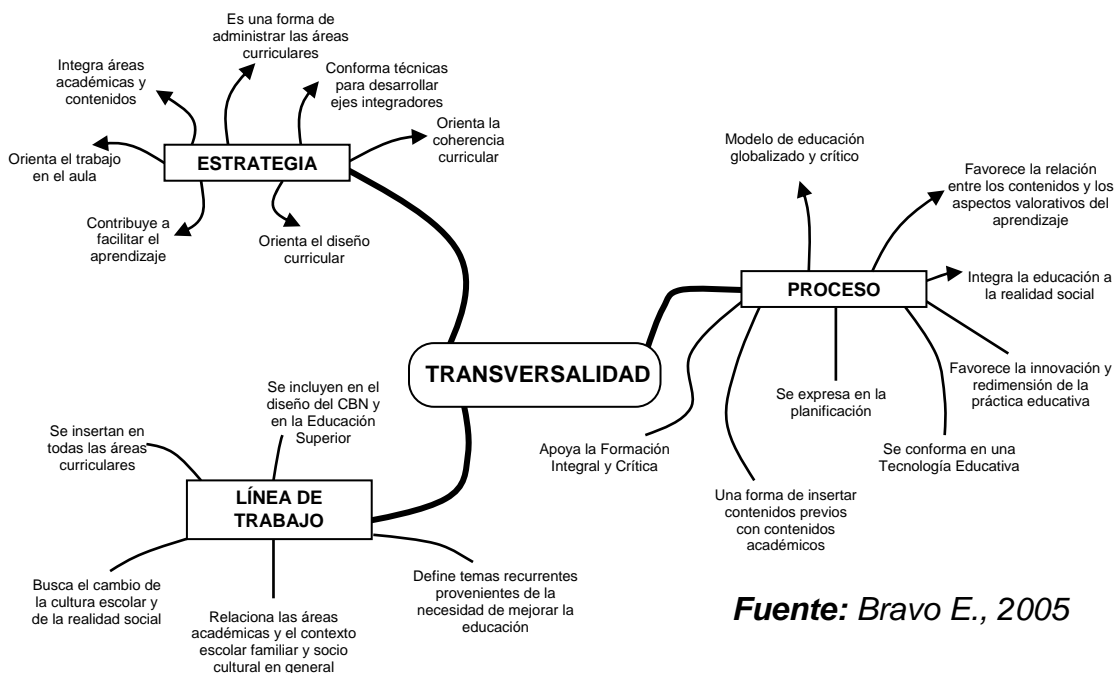 Es una forma de
administrar las áreas
curriculares
Integra áreas
académicas y
contenidos
Conforma técnicas
para desarrollar
ejes integradores
Orienta la
coherencia
curricular
Orienta el trabajo
en el aula
ESTRATEGIA
Contribuye a
facilitar el
aprendizaje
Orienta el diseño
curricular
Modelo de educación
globalizado y crítico
Favorece la relación
entre los contenidos y los
aspectos valorativos del
aprendizaje
PROCESO
Integra la educación a
la realidad social
Favorece la innovación y
redimensión de la
práctica educativa
Se expresa en la
planificación
Se conforma en una
Tecnología Educativa
Apoya la Formación
Integral y Crítica
Una forma de insertar
contenidos previos
con contenidos
académicos
TRANSVERSALIDAD
Se incluyen en el
diseño del CBN y
en la Educación
Superior
Se insertan en
todas las áreas
curriculares
LÍNEA DE
TRABAJO
Busca el cambio de
la cultura escolar y
de la realidad social
Relaciona las áreas
académicas y el contexto
escolar familiar y socio
cultural en general
Define temas recurrentes
provenientes de la
necesidad de mejorar la
educación
Fuente: Bravo E., 2005